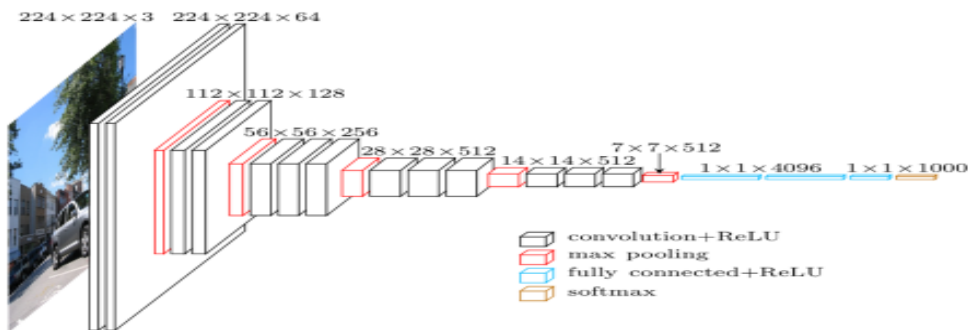 224 × 224 × 3
224 × 224 × 64
112 × 112 × 128
56 × 56 × 256
28 × 28 × 512
14 × 14 × 512
7 × 7 × 512
1 × 1 × 4096
1 × 1 × 1000
convolution+ReLU
max pooling
fully connected+ReLU
softmax